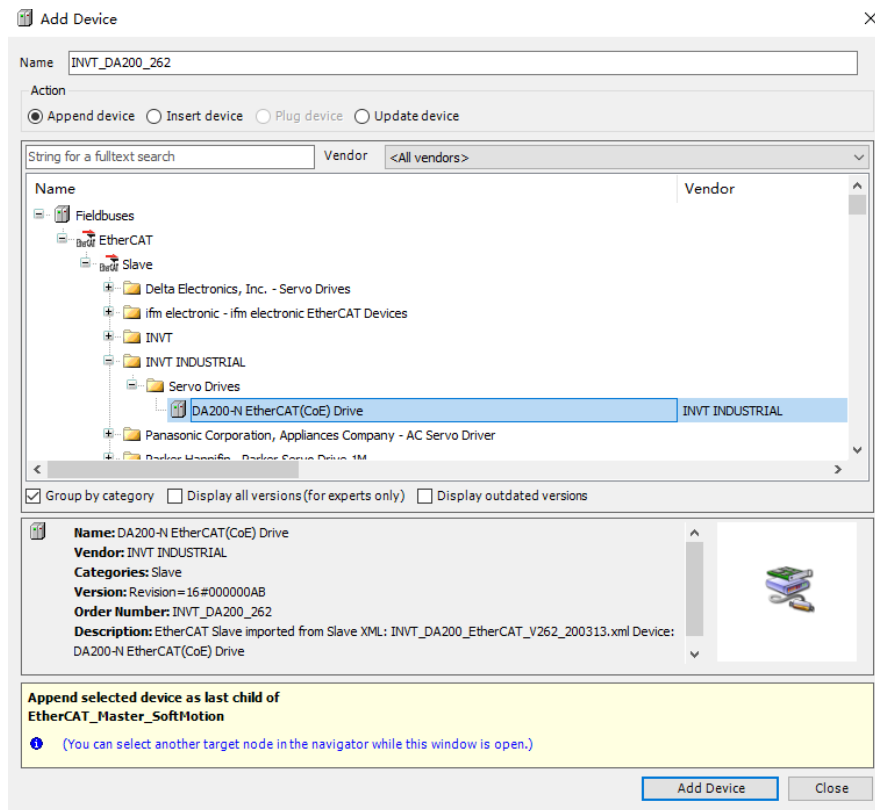 Add Device
Name INVT_DA200_262
Action
Append device Insert device Plug device Update device
String for a fulltext search Vendor <All vendors>
Name Vendor
Fieldbuses
EtherCAT
Slave
Delta Electronics, Inc. - Servo Drives
ifm electronic - ifm electronic EtherCAT Devices
INVT
INVT INDUSTRIAL
Servo Drives
DA200-N EtherCAT(CoE) Drive INVT INDUSTRIAL
Panasonic Corporation, Appliances Company - AC Servo Driver
Parker Hannifin - Parker Servo Drive 1M
Group by category Display all versions (for experts only) Display outdated versions
Name: DA200-N EtherCAT(CoE) Drive
Vendor: INVT INDUSTRIAL
Categories: Slave
Version: Revision=16#000000AB
Order Number: INVT_DA200_262
Description: EtherCAT Slave imported from Slave XML: INVT_DA200_EtherCAT_V262_200313.xml Device:
DA200-N EtherCAT(CoE) Drive
Append selected device as last child of
EtherCAT_Master_SoftMotion
(You can select another target node in the navigator while this window is open.)
Add Device Close